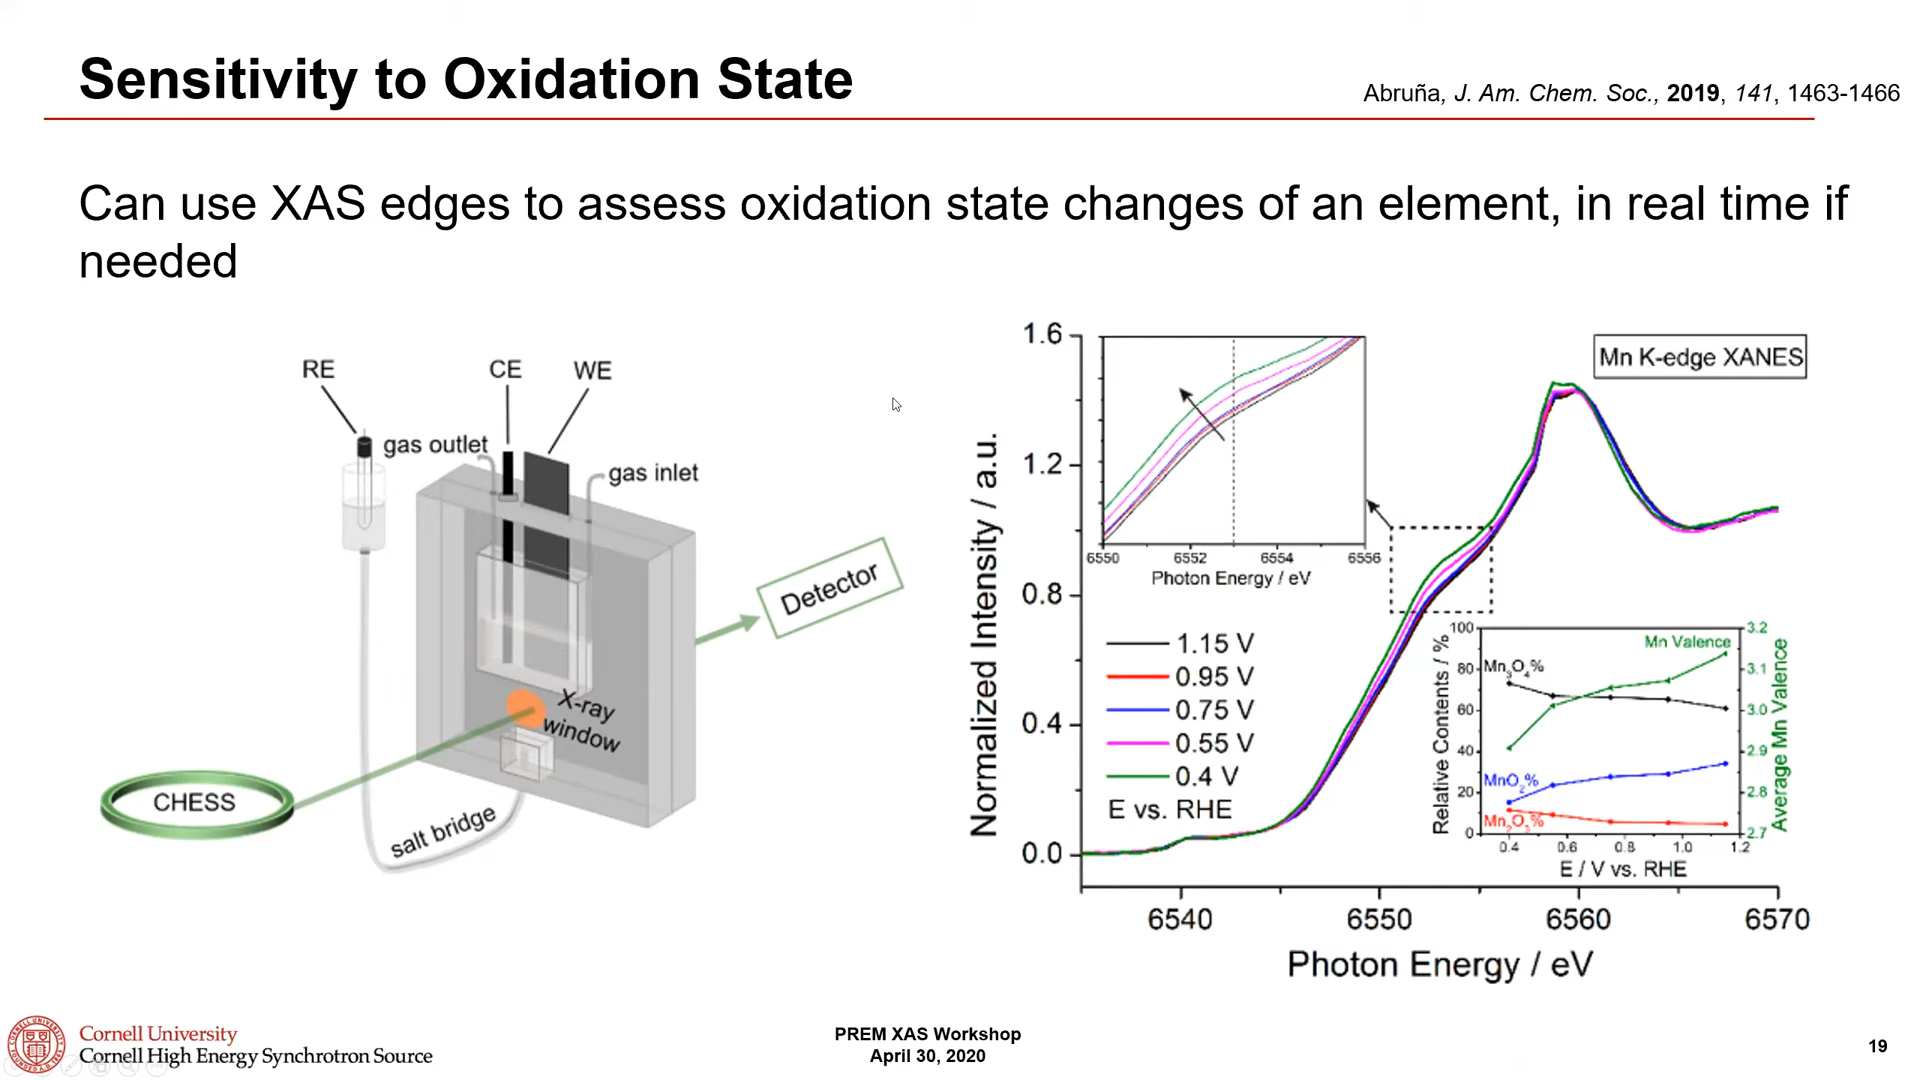 Sensitivity to Oxidation State
Abruña, J. Am. Chem. Soc., 2019, 141, 1463-1466
Can use XAS edges to assess oxidation state changes of an element, in real time if
needed
RE
CE
WE
gas outlet
gas inlet
Detector
X-ray
window
CHESS
salt bridge
Mn K-edge XANES
1.6
1.2
0.8
0.4
0.0
Normalized Intensity / a.u.
6550
6552
6554
6556
Photon Energy / eV
1.15 V
0.95 V
0.75 V
0.55 V
0.4 V
E vs. RHE
100
80
60
40
20
0
Relative Contents / %
Mn Valence
Mn₃O₄%
MnO₂%
Mn₂O₃%
3.2
3.1
3.0
2.9
2.8
2.7
Average Mn Valence
0.4
0.6
0.8
1.0
1.2
E / V vs. RHE
6540
6550
6560
6570
Photon Energy / eV
Cornell University
Cornell High Energy Synchrotron Source
PREM XAS Workshop
April 30, 2020
19